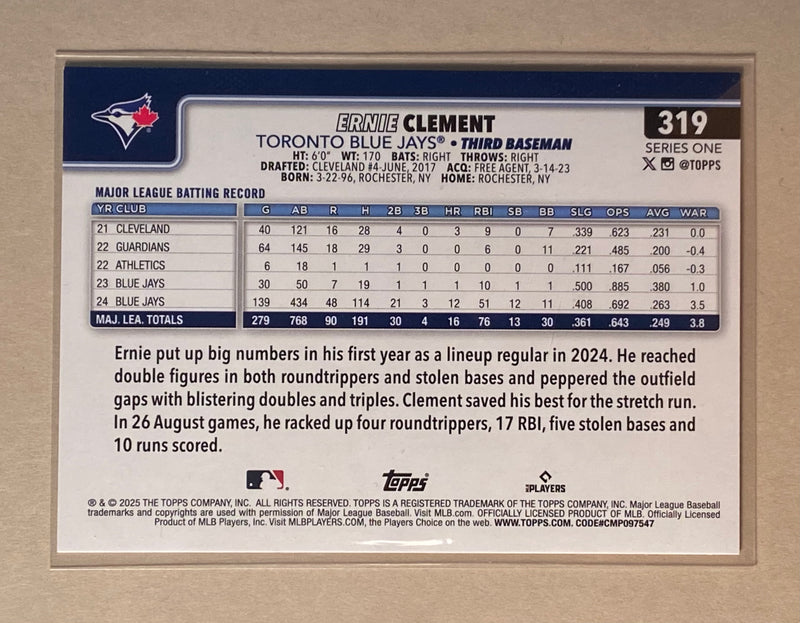 ERNIE CLEMENT
319
TORONTO BLUE JAYS® • THIRD BASEMAN
SERIES ONE
HT: 6'0" WT: 170 BATS: RIGHT THROWS: RIGHT
@TOPPS
DRAFTED: CLEVELAND #4-JUNE, 2017 ACQ: FREE AGENT, 3-14-23
BORN: 3-22-96, ROCHESTER, NY HOME: ROCHESTER, NY
MAJOR LEAGUE BATTING RECORD
YR CLUB G AB R H 2B 3B HR RBI SB BB SLG OPS AVG WAR
21 CLEVELAND 40 121 16 28 4 0 3 9 0 7 .339 .623 .231 0.0
22 GUARDIANS 64 145 18 29 3 0 0 6 0 11 .221 .485 .200 -0.4
22 ATHLETICS 6 18 1 1 1 0 0 0 0 0 .111 .167 .056 -0.3
23 BLUE JAYS 30 50 7 19 1 1 1 10 1 1 .500 .885 .380 1.0
24 BLUE JAYS 139 434 48 114 21 3 12 51 12 11 .408 .692 .263 3.5
MAJ. LEA. TOTALS 279 768 90 191 30 4 16 76 13 30 .361 .643 .249 3.8
Ernie put up big numbers in his first year as a lineup regular in 2024. He reached
double figures in both roundtrippers and stolen bases and peppered the outfield
gaps with blistering doubles and triples. Clement saved his best for the stretch run.
In 26 August games, he racked up four roundtrippers, 17 RBI, five stolen bases and
10 runs scored.
Topps
PLAYERS
® & © 2025 THE TOPPS COMPANY, INC. ALL RIGHTS RESERVED. TOPPS IS A REGISTERED TRADEMARK OF THE TOPPS COMPANY, INC. Major League Baseball
trademarks and copyrights are used with permission of Major League Baseball. Visit MLB.com. OFFICIALLY LICENSED PRODUCT OF MLB. Officially Licensed
Product of MLB Players, Inc. Visit MLBPLAYERS.COM, the Players Choice on the web. WWW.TOPPS.COM. CODE#CMP097547